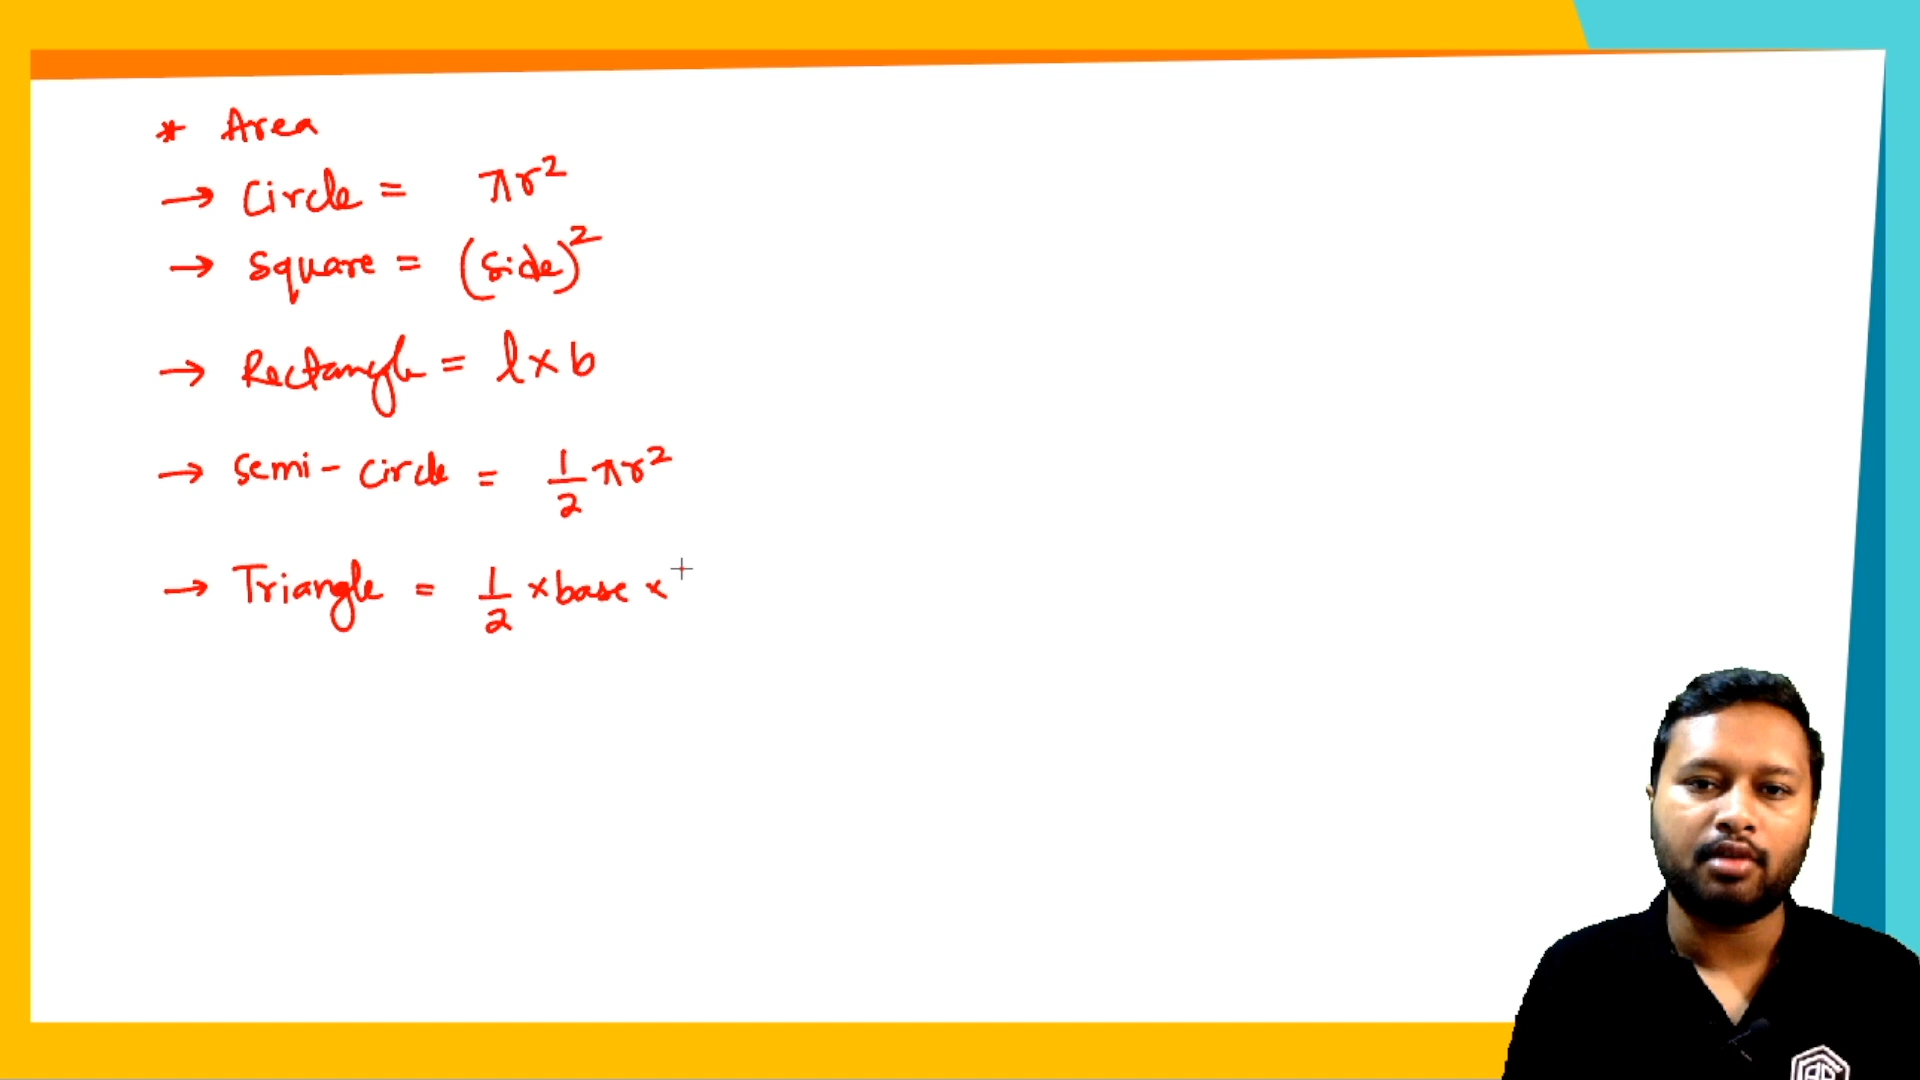 * Area
→ Circle = πr²
→ Square = (side)²
→ Rectangle = l × b
→ Semi-circle = 1/2 πr²
→ Triangle = 1/2 × base ×